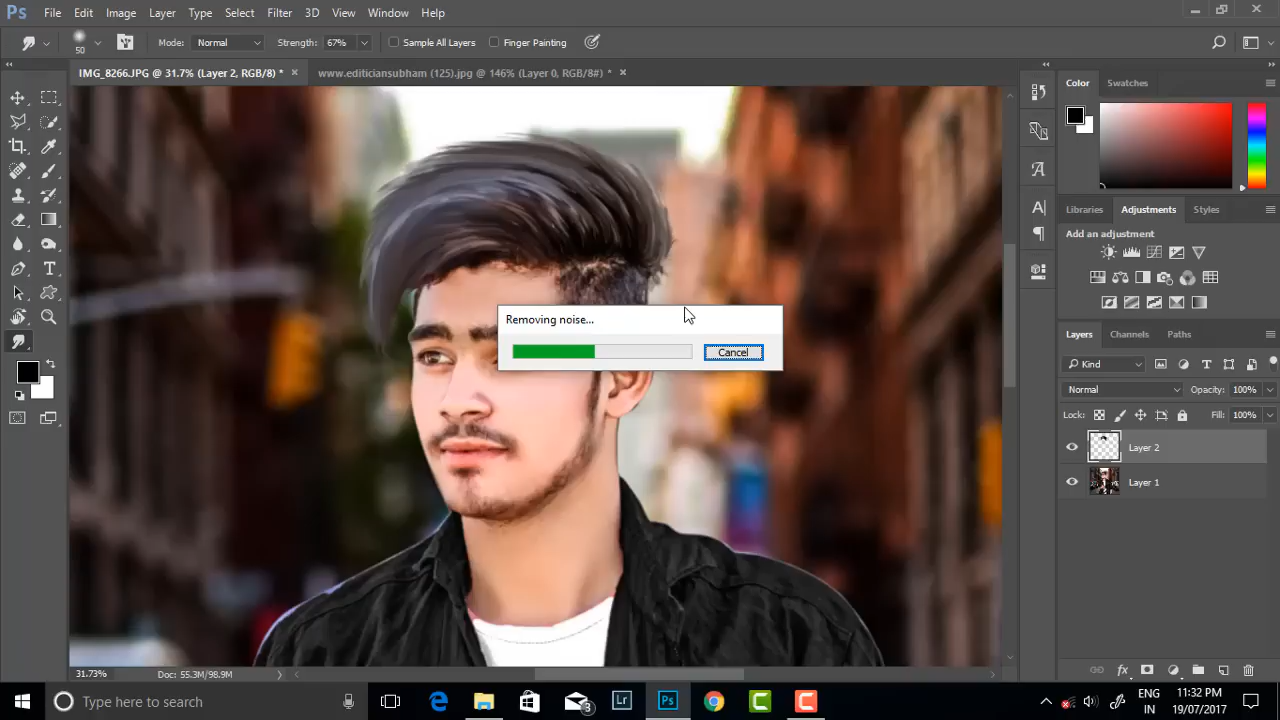 Ps File Edit Image Layer Type Select Filter 3D View Window Help
50 Mode: Normal Strength: 67% Sample All Layers Finger Painting
IMG_8266.JPG @ 31.7% (Layer 2, RGB/8) * × www.editiciansubham (125).jpg @ 146% (Layer 0, RGB/8#) * ×
Color Swatches
Libraries Adjustments Styles
Add an adjustment
Removing noise...
Cancel
Layers Channels Paths
Kind
Normal Opacity: 100%
Lock: Fill: 100%
Layer 2
Layer 1
31.73% Doc: 55.3M/98.9M
Type here to search
3
Lr
Ps
ENG
IN
11:32 PM
19/07/2017